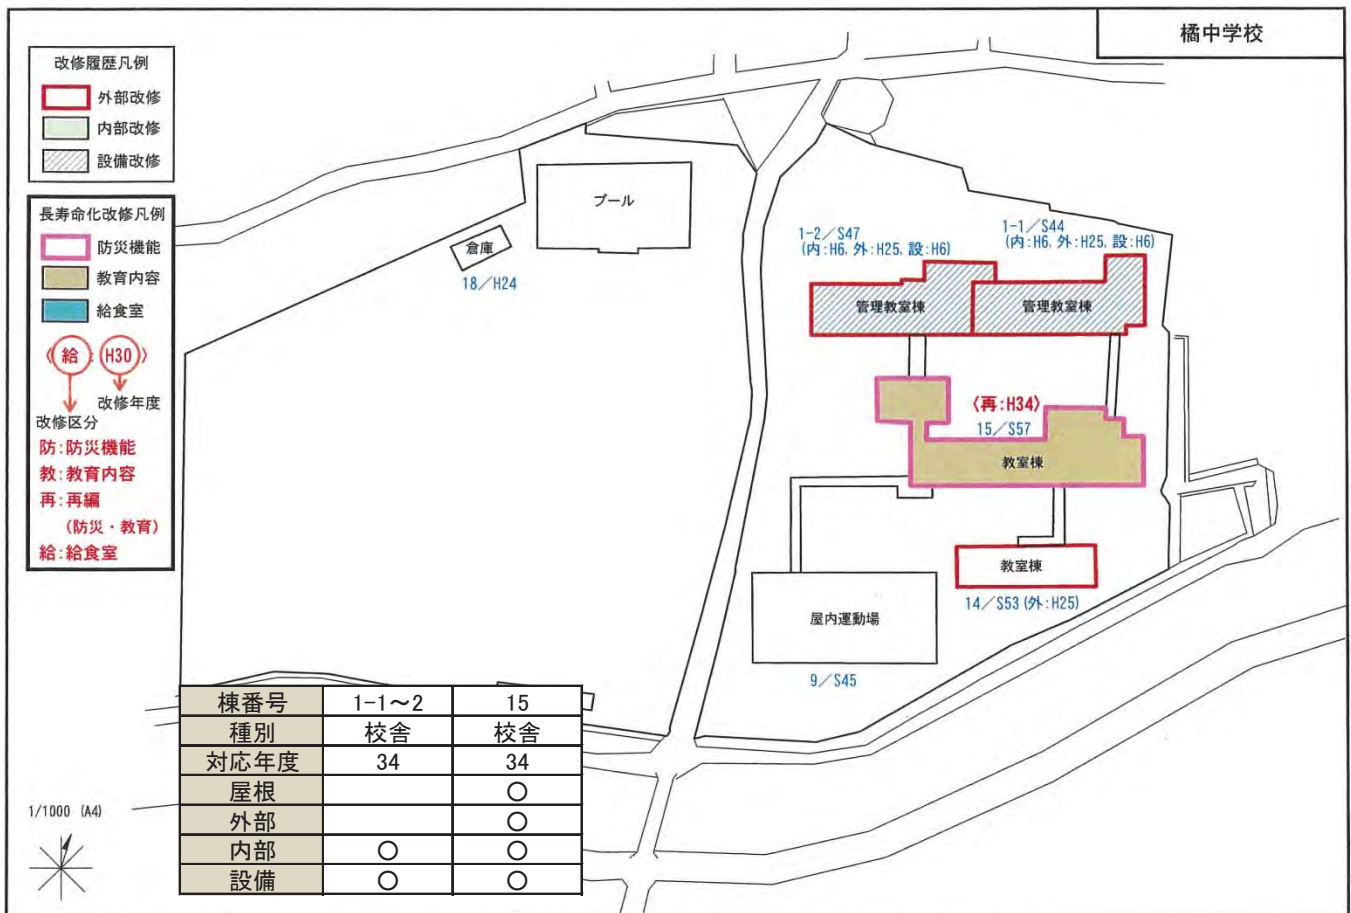 橘中学校
改修履歴凡例
外部改修
内部改修
設備改修
長寿命化改修凡例
防災機能
教育内容
給食室
〈給:H30〉
改修年度
改修区分
防:防災機能
教:教育内容
再:再編
(防災・教育)
給:給食室
プール
倉庫
18/H24
1-2/S47
(内:H6, 外:H25, 設:H6)
1-1/S44
(内:H6, 外:H25, 設:H6)
管理教室棟
管理教室棟
〈再:H34〉
15/S57
教室棟
教室棟
14/S53 (外:H25)
屋内運動場
9/S45
棟番号 1-1～2 15
種別 校舎 校舎
対応年度 34 34
屋根 ○
外部 ○
内部 ○ ○
設備 ○ ○
1/1000 (A4)